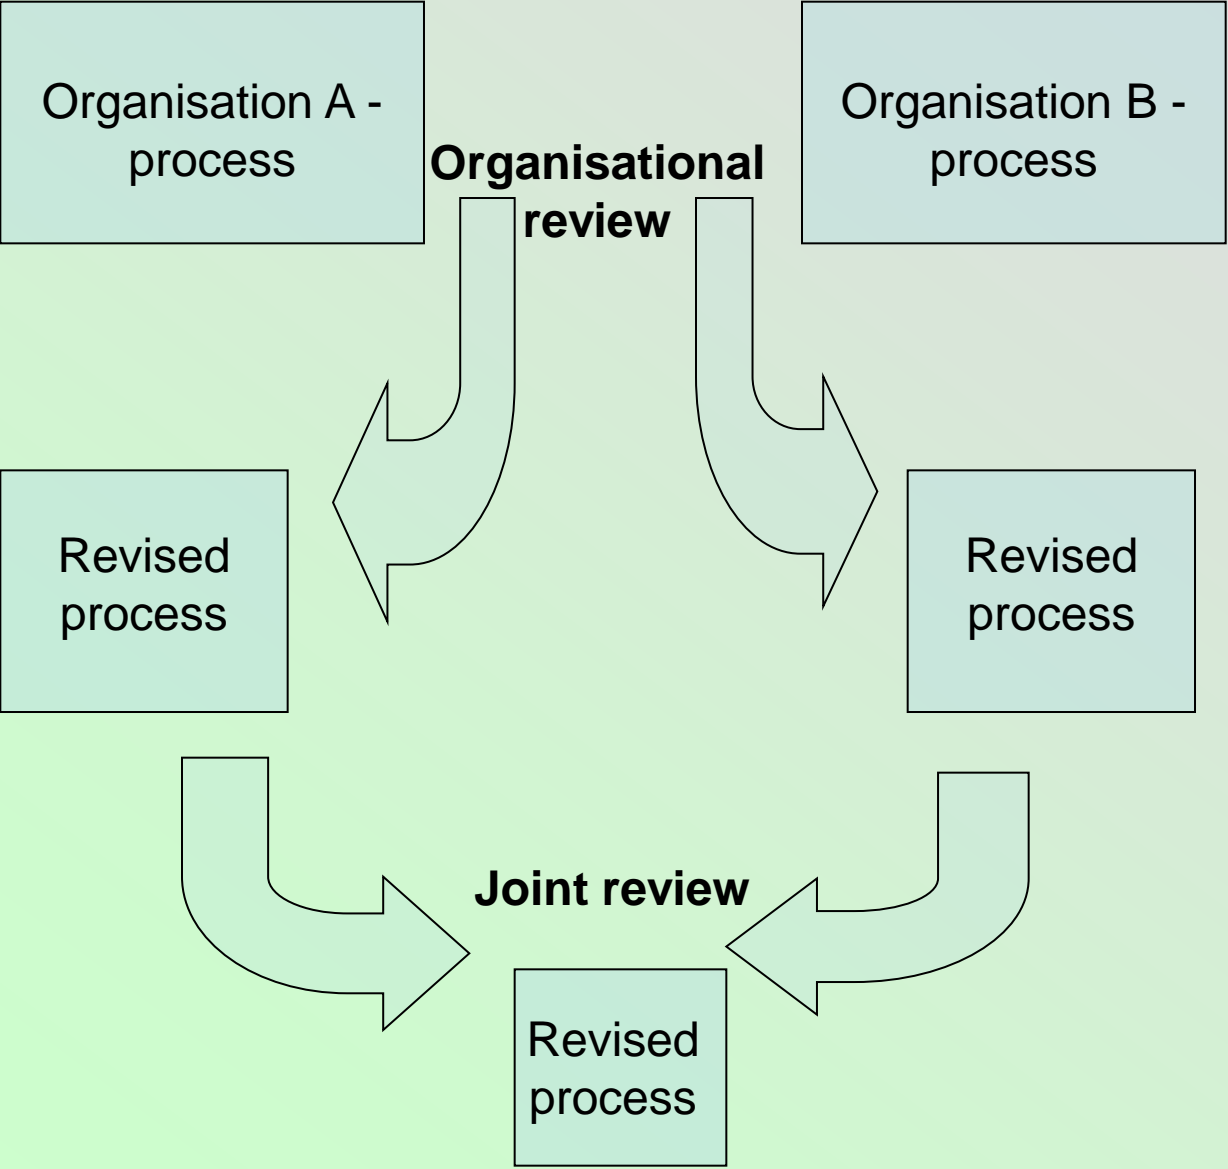 Organisation A -
process
Organisation B -
process
Organisational
review
Revised
process
Revised
process
Joint review
Revised
process